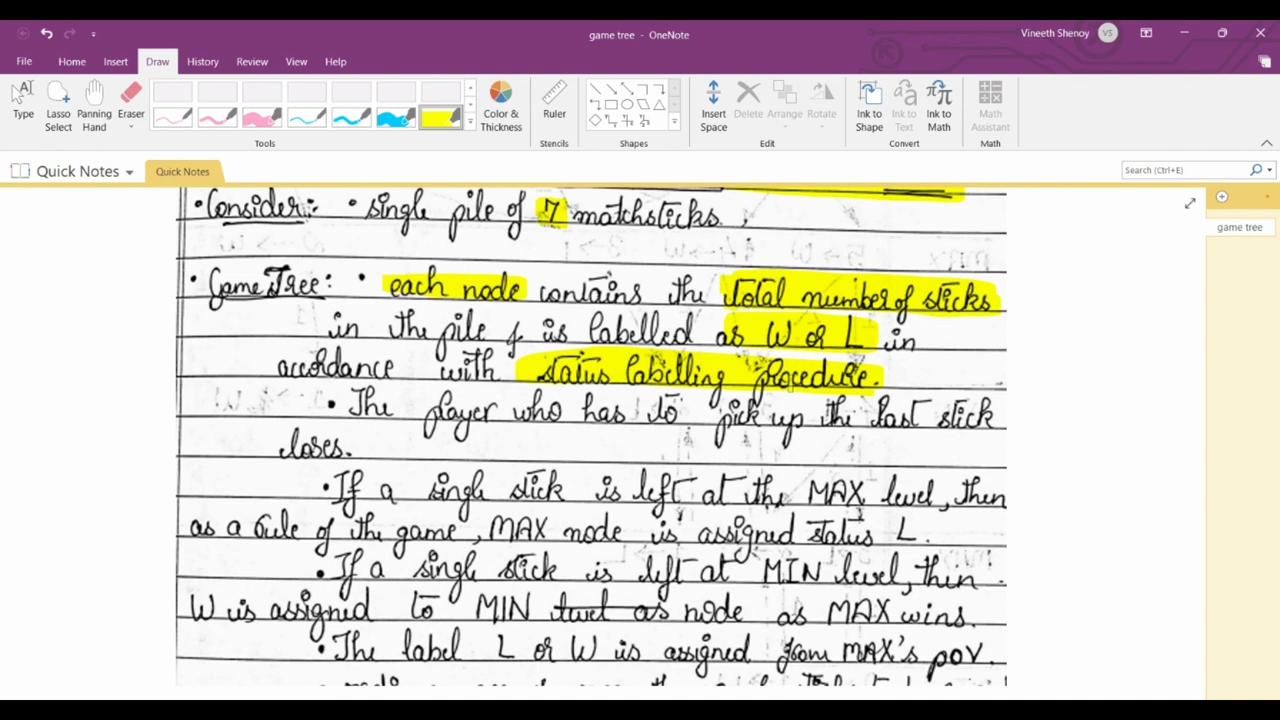 game tree - OneNote
Vineeth Shenoy
VS
File Home Insert Draw History Review View Help
Type
Lasso Select
Panning Hand
Eraser
Color & Thickness
Ruler
Insert Space
Delete
Arrange
Rotate
Ink to Shape
Ink to Text
Ink to Math
Math Assistant
Tools
Stencils
Shapes
Edit
Convert
Math
Quick Notes
Quick Notes
Search (Ctrl+E)
game tree
• Consider:- • single pile of 7 matchsticks.
• Game Tree: • each node contains the total number of sticks
in the pile & is labelled as W or L in
accordance with status labelling procedure.
• The player who has to pick up the last stick
loses.
• If a single stick is left at the MAX level, then
as a rule of the game, MAX node is assigned status L.
• If a single stick is left at MIN level, then
W is assigned to MIN node as MAX wins.
• The label L or W is assigned from MAX's pov.